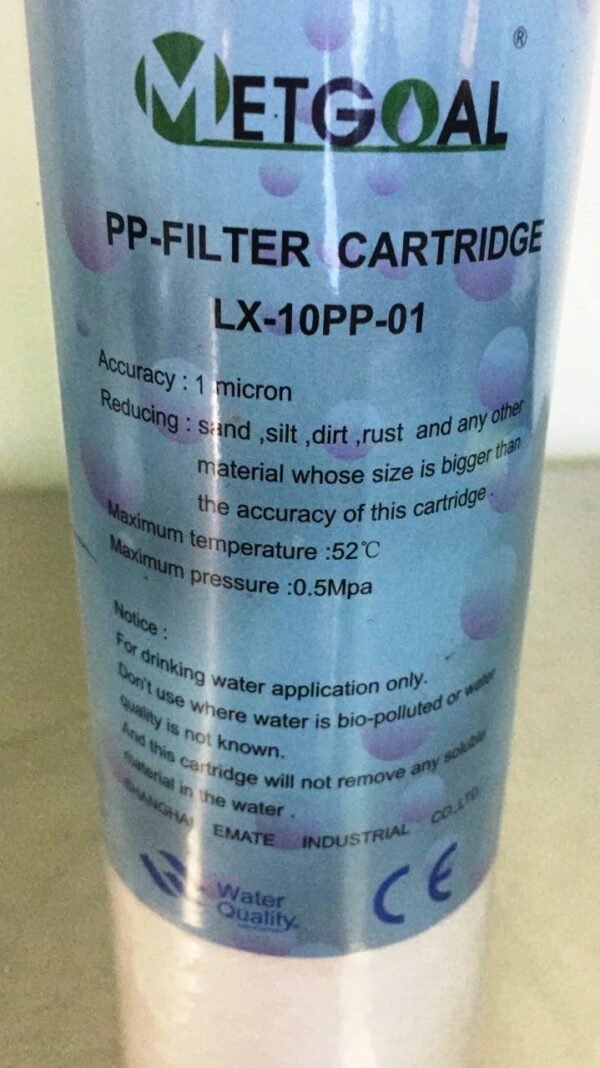 METGOAL ®
PP-FILTER CARTRIDGE
LX-10PP-01
Accuracy : 1 micron
Reducing : sand ,silt ,dirt ,rust and any other
material whose size is bigger than
the accuracy of this cartridge .
Maximum temperature :52℃
Maximum pressure :0.5Mpa
Notice :
For drinking water application only.
Don't use where water is bio-polluted or water
quality is not known.
And this cartridge will not remove any soluble
material in the water .
SHANGHAI EMATE INDUSTRIAL CO.,LTD.
Water
Quality
CE